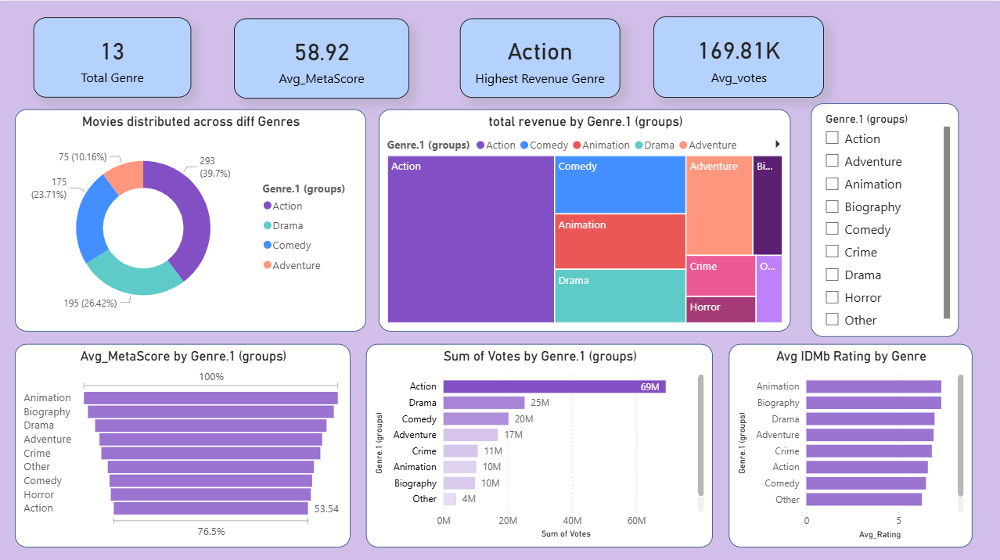 13
Total Genre
58.92
Avg_MetaScore
Action
Highest Revenue Genre
169.81K
Avg_votes
Movies distributed across diff Genres
75 (10.16%)
293
(39.7%)
175
(23.71%)
195 (26.42%)
Genre.1 (groups)
Action
Drama
Comedy
Adventure
total revenue by Genre.1 (groups)
Genre.1 (groups) Action Comedy Animation Drama Adventure
Action
Comedy
Animation
Drama
Adventure
Bi...
Crime
O...
Horror
Genre.1 (groups)
Action
Adventure
Animation
Biography
Comedy
Crime
Drama
Horror
Other
Avg_MetaScore by Genre.1 (groups)
100%
Animation
Biography
Drama
Adventure
Crime
Other
Comedy
Horror
Action 53.54
76.5%
Sum of Votes by Genre.1 (groups)
Genre.1 (groups)
Action 69M
Drama 25M
Comedy 20M
Adventure 17M
Crime 11M
Animation 10M
Biography 10M
Other 4M
0M 20M 40M 60M
Sum of Votes
Avg IDMb Rating by Genre
Genre.1 (groups)
Animation
Biography
Drama
Adventure
Crime
Action
Comedy
Other
0 5
Avg_Rating